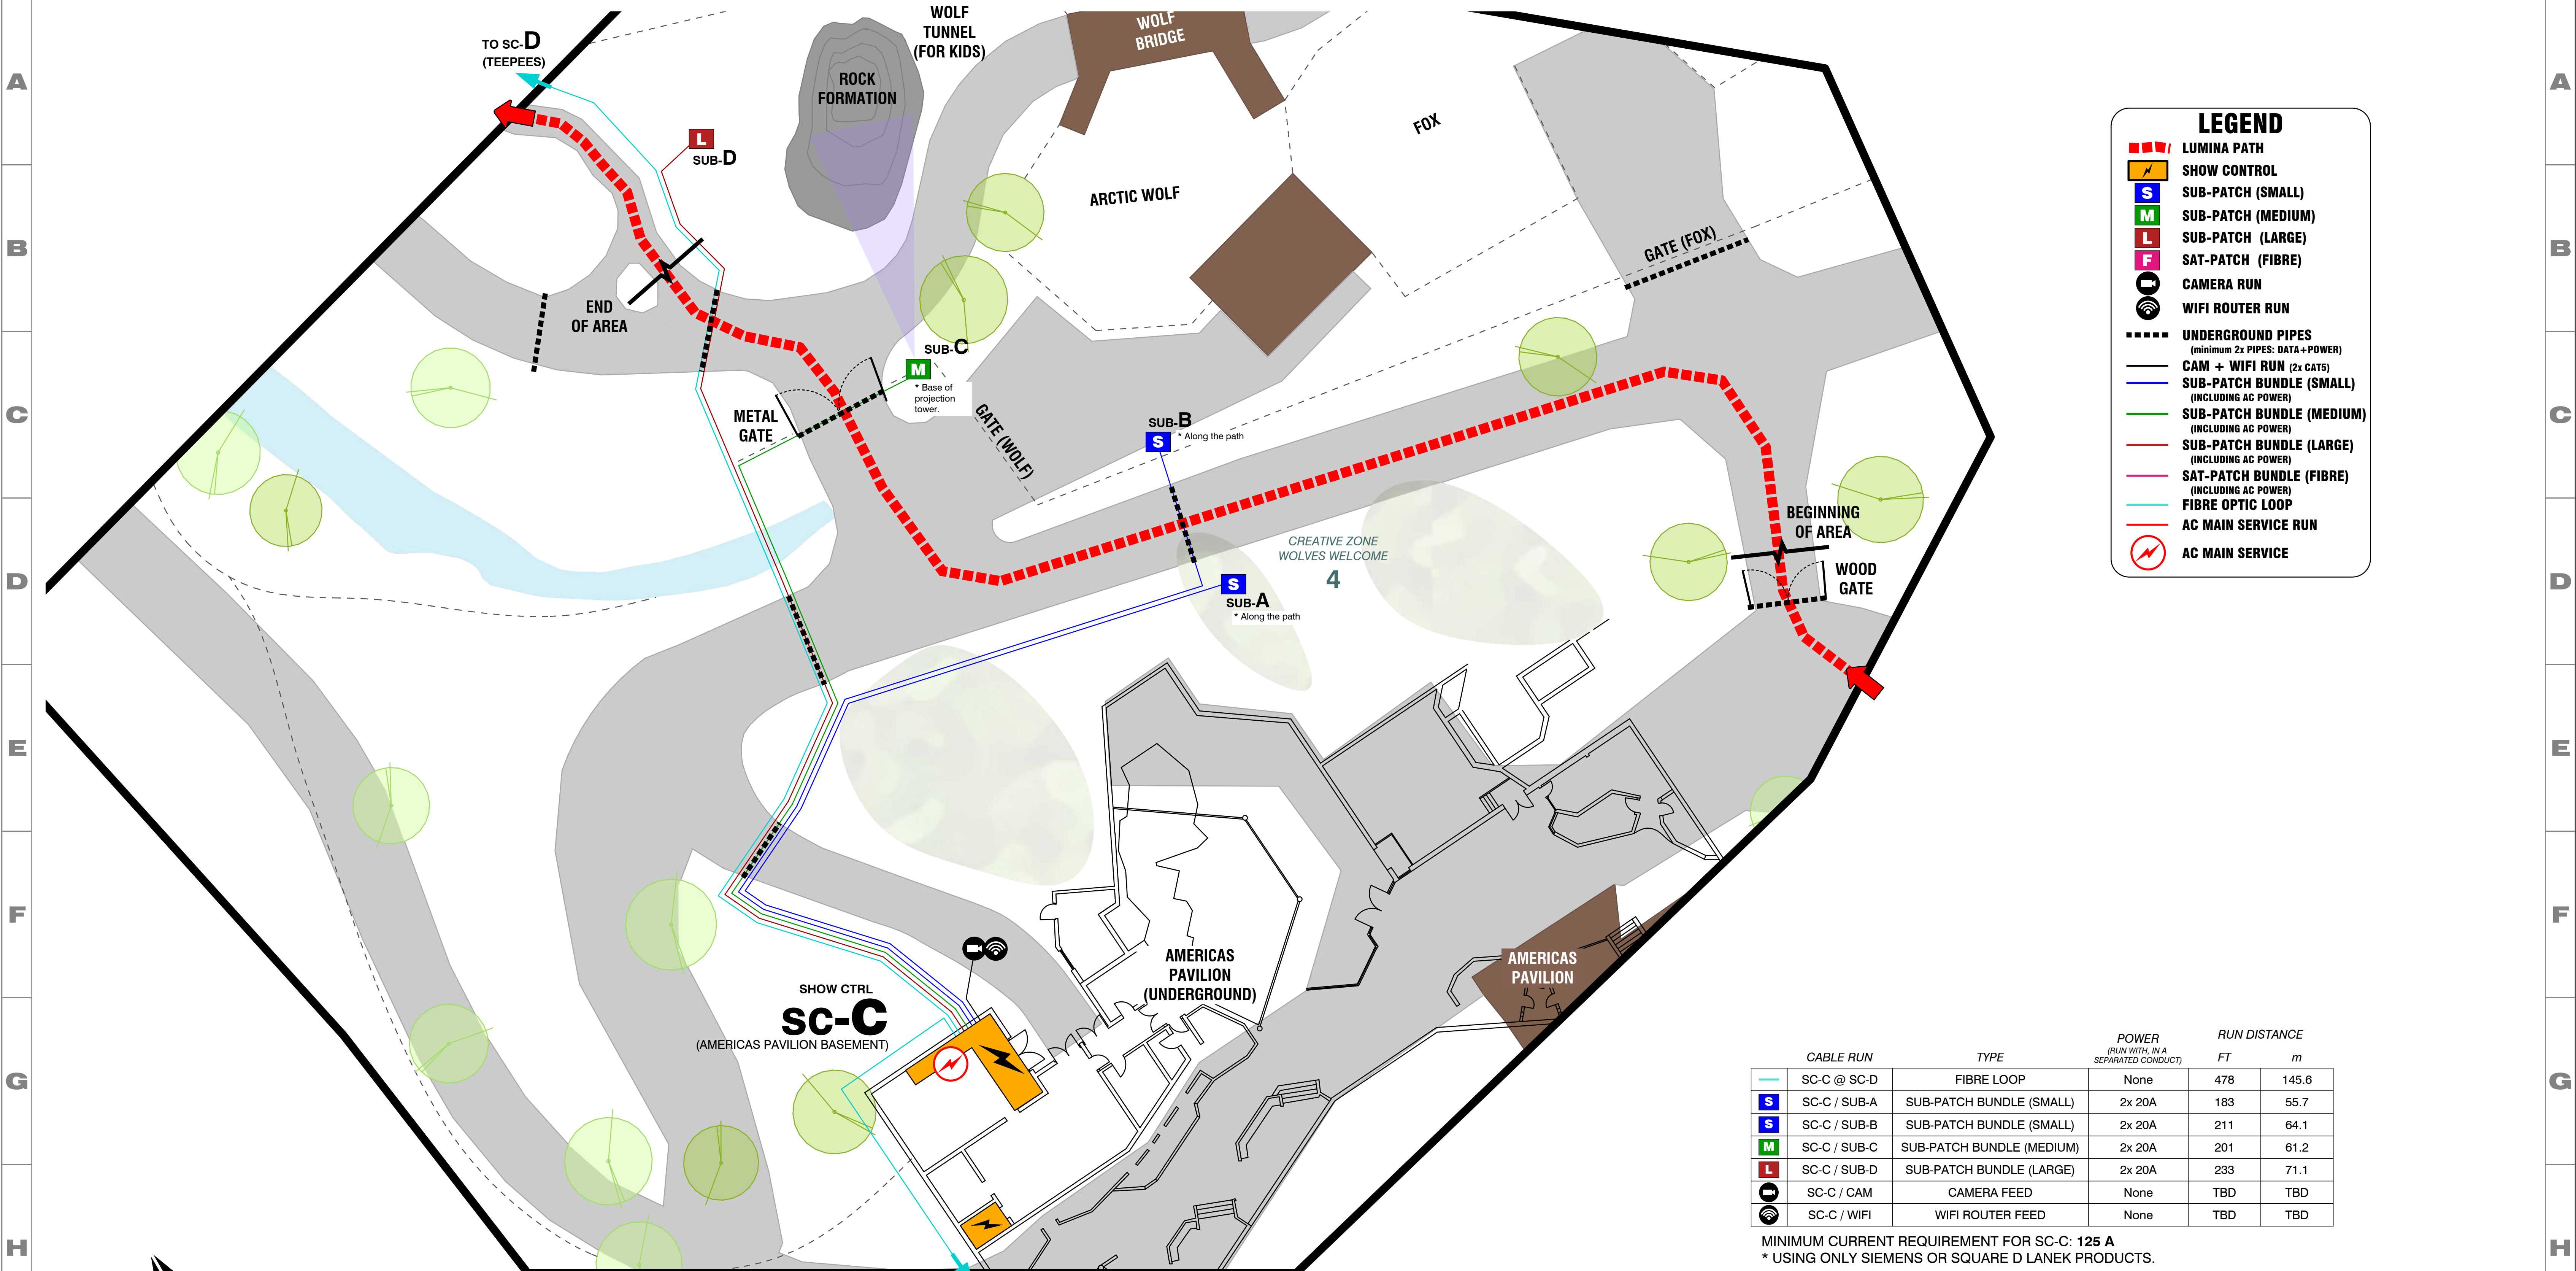 A
B
C
D
E
F
G
H
A
B
C
D
E
F
G
H
TO SC-D
(TEEPEES)
L
SUB-D
ROCK
FORMATION
WOLF
TUNNEL
(FOR KIDS)
WOLF
BRIDGE
FOX
ARCTIC WOLF
GATE (FOX)
END
OF AREA
SUB-C
M
* Base of
projection
tower.
METAL
GATE
GATE (WOLF)
SUB-B
S
* Along the path
CREATIVE ZONE
WOLVES WELCOME
4
S
SUB-A
* Along the path
BEGINNING
OF AREA
WOOD
GATE
AMERICAS
PAVILION
(UNDERGROUND)
AMERICAS
PAVILION
SHOW CTRL
SC-C
(AMERICAS PAVILION BASEMENT)
LEGEND
LUMINA PATH
SHOW CONTROL
S SUB-PATCH (SMALL)
M SUB-PATCH (MEDIUM)
L SUB-PATCH (LARGE)
F SAT-PATCH (FIBRE)
CAMERA RUN
WIFI ROUTER RUN
UNDERGROUND PIPES
(minimum 2x PIPES: DATA+POWER)
CAM + WIFI RUN (2x CAT5)
SUB-PATCH BUNDLE (SMALL)
(INCLUDING AC POWER)
SUB-PATCH BUNDLE (MEDIUM)
(INCLUDING AC POWER)
SUB-PATCH BUNDLE (LARGE)
(INCLUDING AC POWER)
SAT-PATCH BUNDLE (FIBRE)
(INCLUDING AC POWER)
FIBRE OPTIC LOOP
AC MAIN SERVICE RUN
AC MAIN SERVICE
POWER RUN DISTANCE
(RUN WITH, IN A
CABLE RUN TYPE SEPARATED CONDUCT) FT m
SC-C @ SC-D FIBRE LOOP None 478 145.6
S SC-C / SUB-A SUB-PATCH BUNDLE (SMALL) 2x 20A 183 55.7
S SC-C / SUB-B SUB-PATCH BUNDLE (SMALL) 2x 20A 211 64.1
M SC-C / SUB-C SUB-PATCH BUNDLE (MEDIUM) 2x 20A 201 61.2
L SC-C / SUB-D SUB-PATCH BUNDLE (LARGE) 2x 20A 233 71.1
SC-C / CAM CAMERA FEED None TBD TBD
SC-C / WIFI WIFI ROUTER FEED None TBD TBD
MINIMUM CURRENT REQUIREMENT FOR SC-C: 125 A
* USING ONLY SIEMENS OR SQUARE D LANEK PRODUCTS.